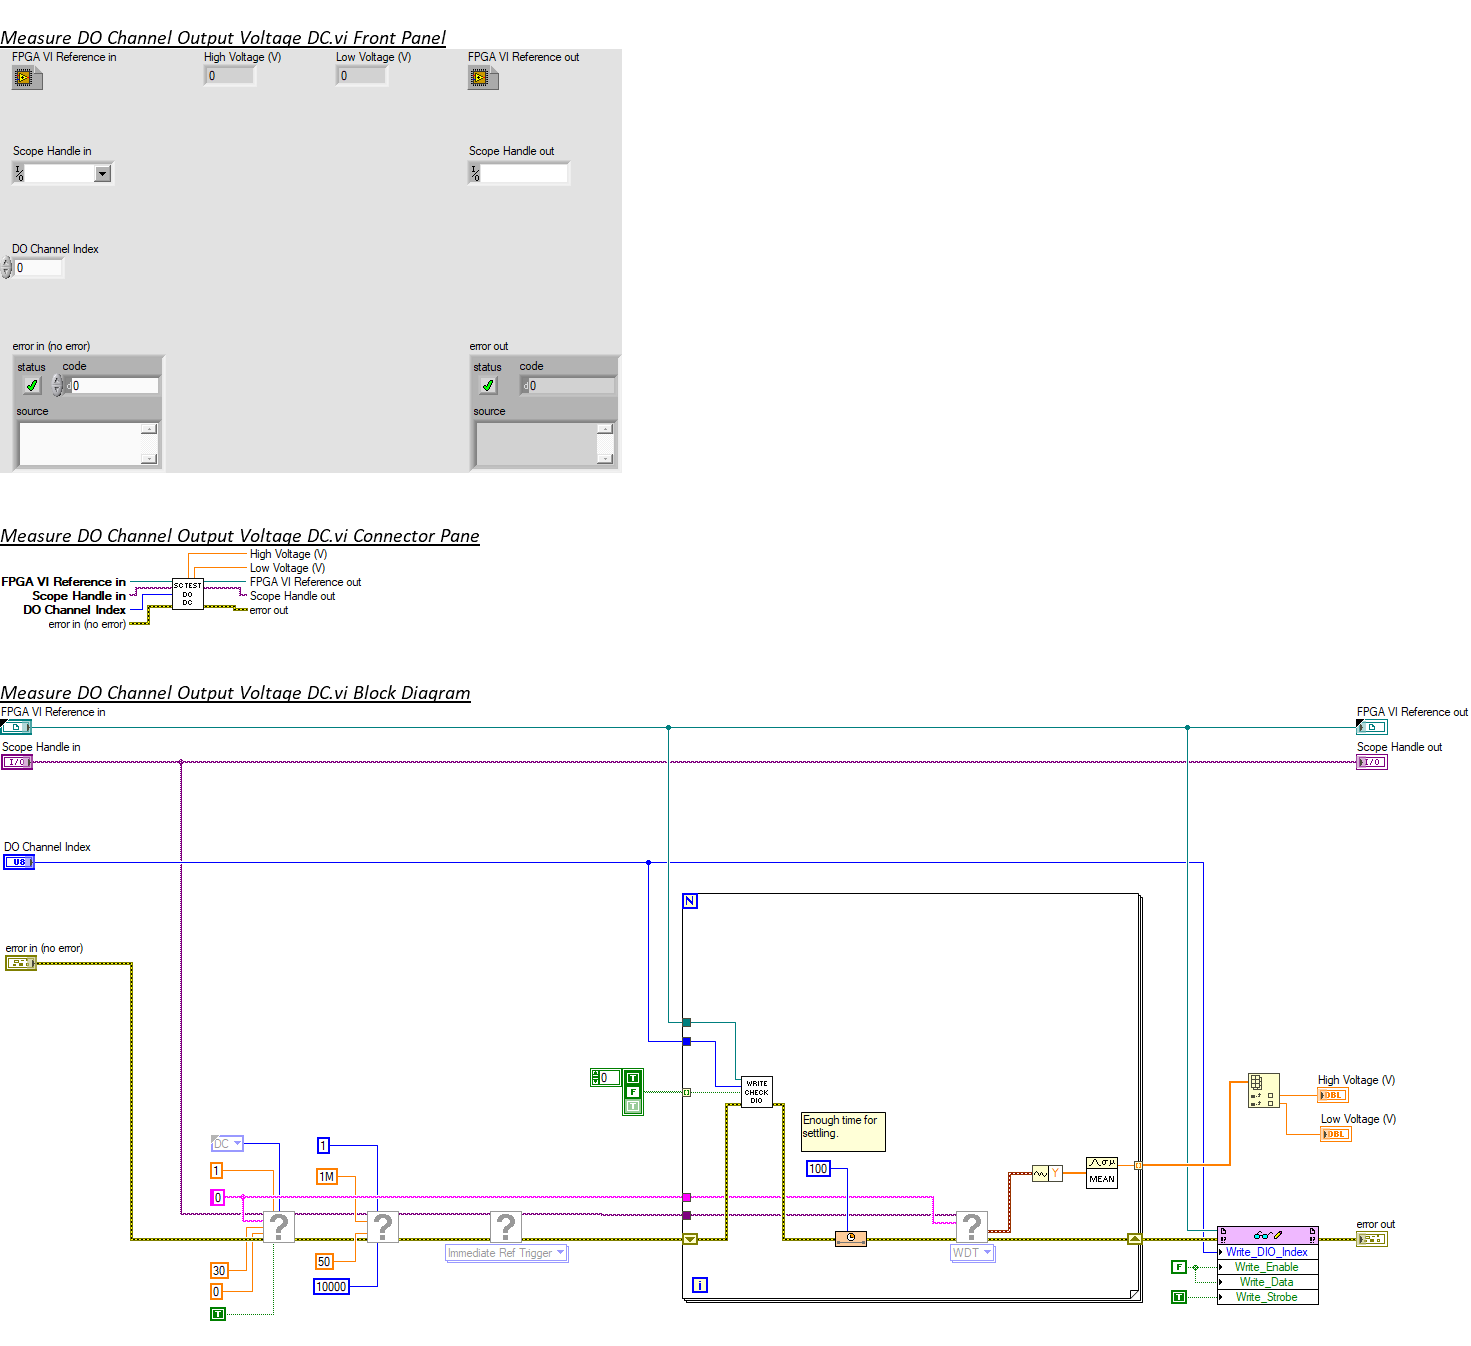 Measure DO Channel Output Voltage DC.vi Front Panel
FPGA VI Reference in
High Voltage (V)
Low Voltage (V)
FPGA VI Reference out
0
0
Scope Handle in
Scope Handle out
I/O
I/O
DO Channel Index
0
error in (no error)
error out
status
code
status
code
d0
d0
source
source
Measure DO Channel Output Voltage DC.vi Connector Pane
High Voltage (V)
Low Voltage (V)
FPGA VI Reference in
FPGA VI Reference out
Scope Handle in
Scope Handle out
DO Channel Index
error out
error in (no error)
SC TEST
DO
DC
Measure DO Channel Output Voltage DC.vi Block Diagram
FPGA VI Reference in
FPGA VI Reference out
Scope Handle in
Scope Handle out
I/O
I/O
DO Channel Index
U8
N
error in (no error)
0
T
F
T
WRITE
CHECK
DIO
Enough time for
settling.
High Voltage (V)
DBL
Low Voltage (V)
DBL
DC
1
1
1M
0
100
Y
MEAN
?
?
?
?
Immediate Ref Trigger
WDT
30
0
50
10000
T
i
error out
Write_DIO_Index
F
Write_Enable
Write_Data
T
Write_Strobe